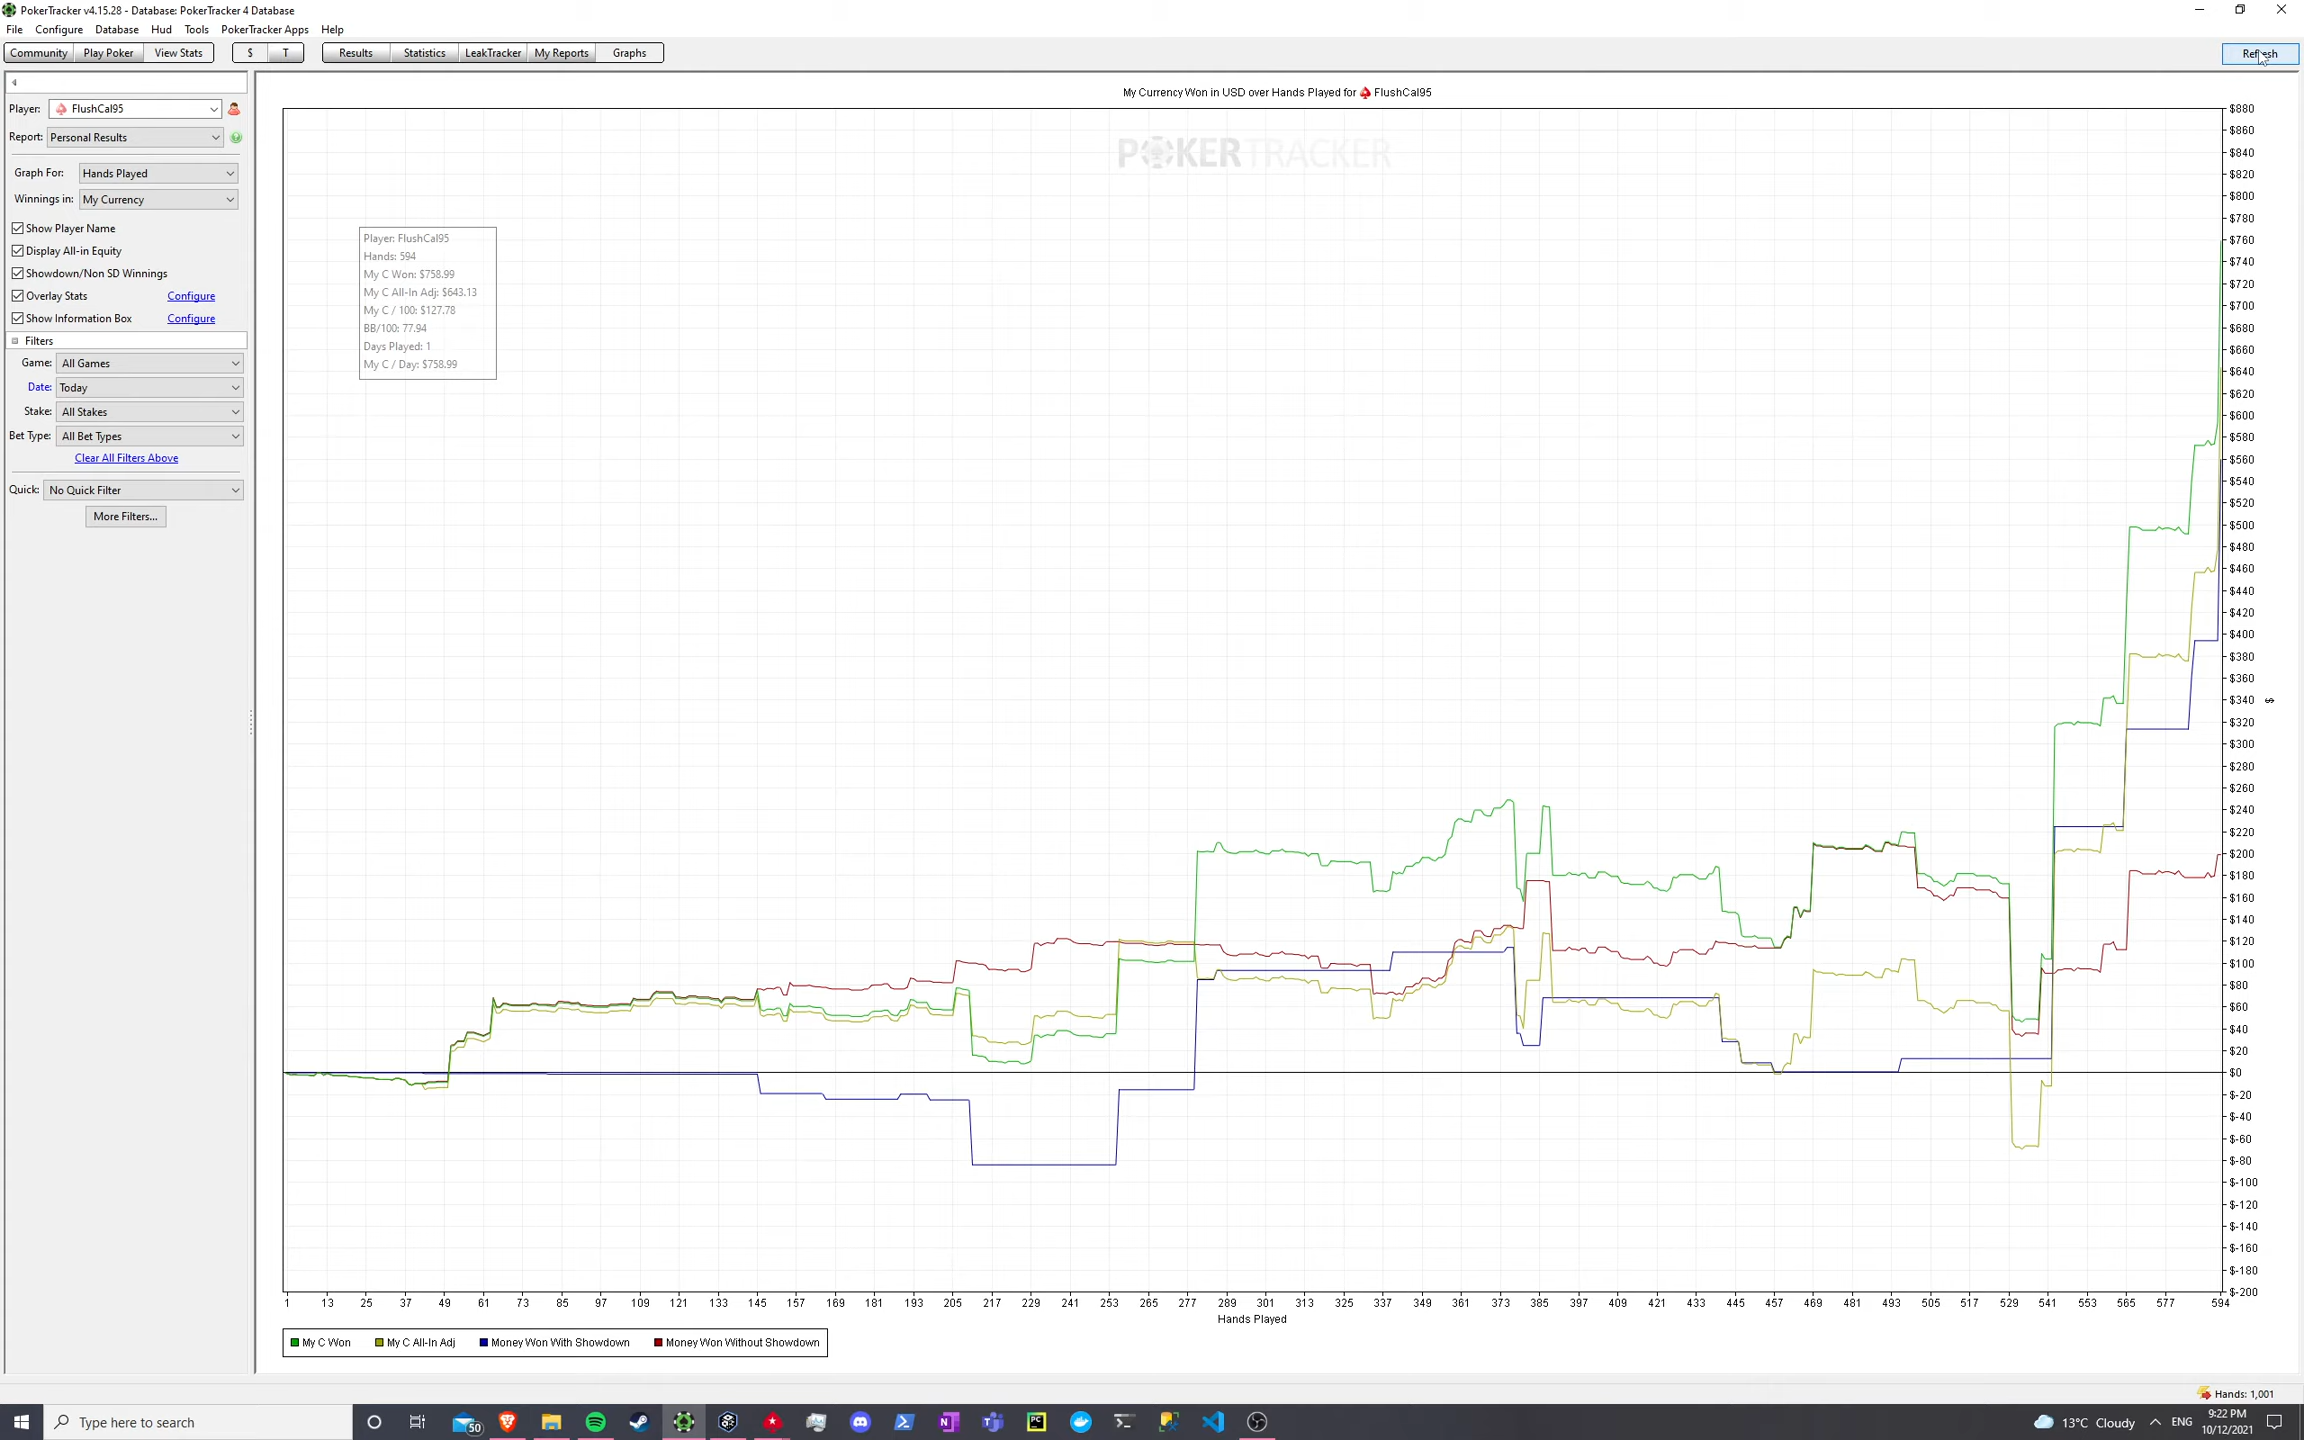 PokerTracker v4.15.28 - Database: PokerTracker 4 Database
File Configure Database Hud Tools PokerTracker Apps Help
Community Play Poker View Stats $ T Results Statistics LeakTracker My Reports Graphs Refresh
Player: FlushCal95
Report: Personal Results
Graph For: Hands Played
Winnings in: My Currency
Show Player Name
Display All-in Equity
Showdown/Non SD Winnings
Overlay Stats Configure
Show Information Box Configure
Filters
Game: All Games
Date: Today
Stake: All Stakes
Bet Type: All Bet Types
Clear All Filters Above
Quick: No Quick Filter
More Filters...
My Currency Won in USD over Hands Played for FlushCal95
POKERTRACKER
Player: FlushCal95
Hands: 594
My C Won: $758.99
My C All-In Adj: $643.13
My C / 100: $127.78
BB/100: 77.94
Days Played: 1
My C / Day: $758.99
$880
$860
$840
$820
$800
$780
$760
$740
$720
$700
$680
$660
$640
$620
$600
$580
$560
$540
$520
$500
$480
$460
$440
$420
$400
$380
$360
$340
$320
$300
$280
$260
$240
$220
$200
$180
$160
$140
$120
$100
$80
$60
$40
$20
$0
$-20
$-40
$-60
$-80
$-100
$-120
$-140
$-160
$-180
$-200
$
1 13 25 37 49 61 73 85 97 109 121 133 145 157 169 181 193 205 217 229 241 253 265 277 289 301 313 325 337 349 361 373 385 397 409 421 433 445 457 469 481 493 505 517 529 541 553 565 577 594
Hands Played
My C Won My C All-In Adj Money Won With Showdown Money Won Without Showdown
Hands: 1,001
Type here to search
50
13°C Cloudy
ENG
9:22 PM
10/12/2021